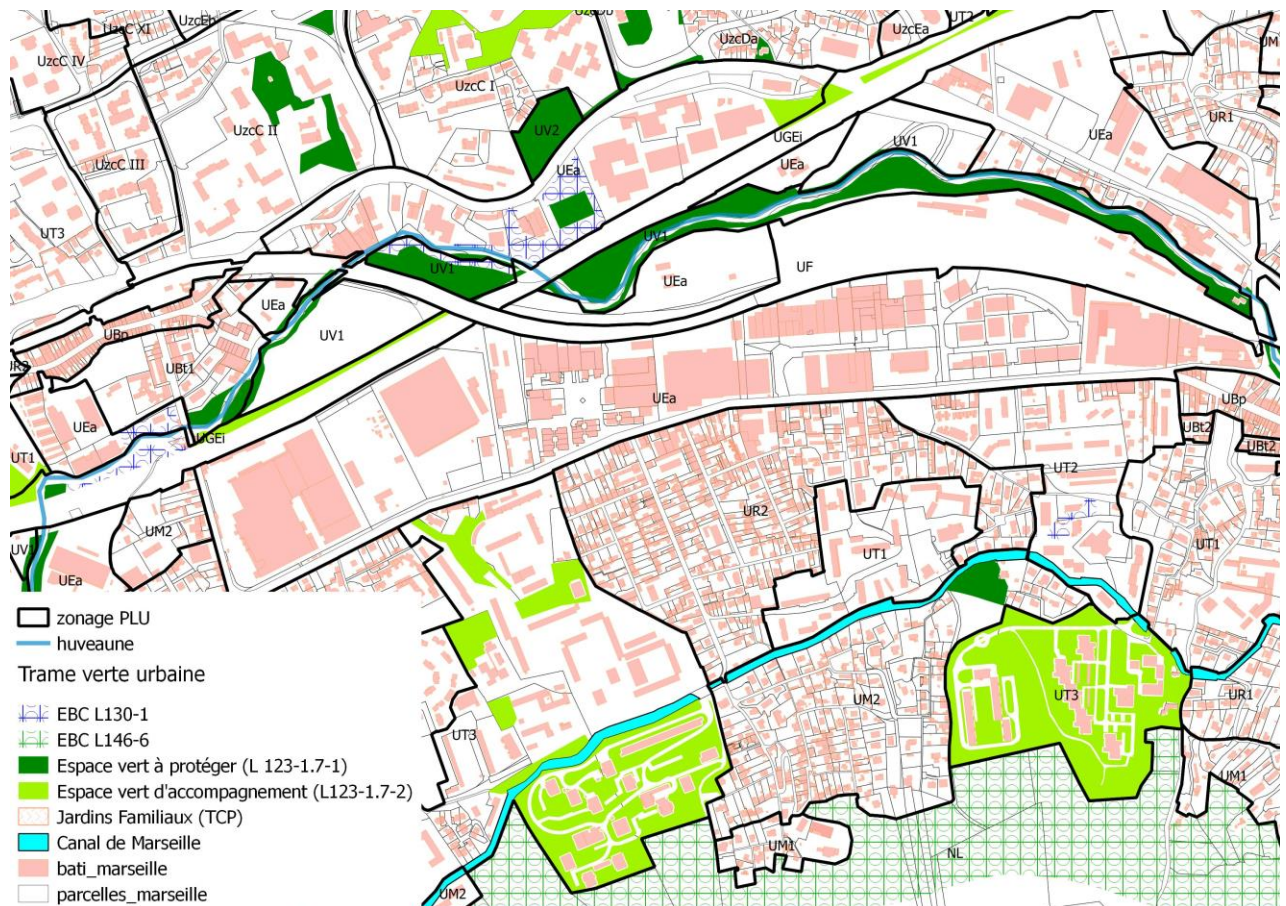 UzcC XI
UzcEb
UzcDb
UzcDa
UzcEa
UT2
UM
UzcC IV
UzcC I
UzcC II
UzcC III
UV2
UGEi
UEa
UR1
UEa
UEa
UV1
UT3
UV1
UV1
UEa
UF
UEa
UBp
UV1
UR2
UBt1
UEa
UBp
UEa
UGEi
UBt2
UBt2
UT1
UT2
UR2
UM2
UT1
UT1
UV1
UEa
UT3
UM2
UR1
UT3
UM1
UM1
NL
UM2
zonage PLU
huveaune
Trame verte urbaine
EBC L130-1
EBC L146-6
Espace vert à protéger (L 123-1.7-1)
Espace vert d'accompagnement (L123-1.7-2)
Jardins Familiaux (TCP)
Canal de Marseille
bati_marseille
parcelles_marseille